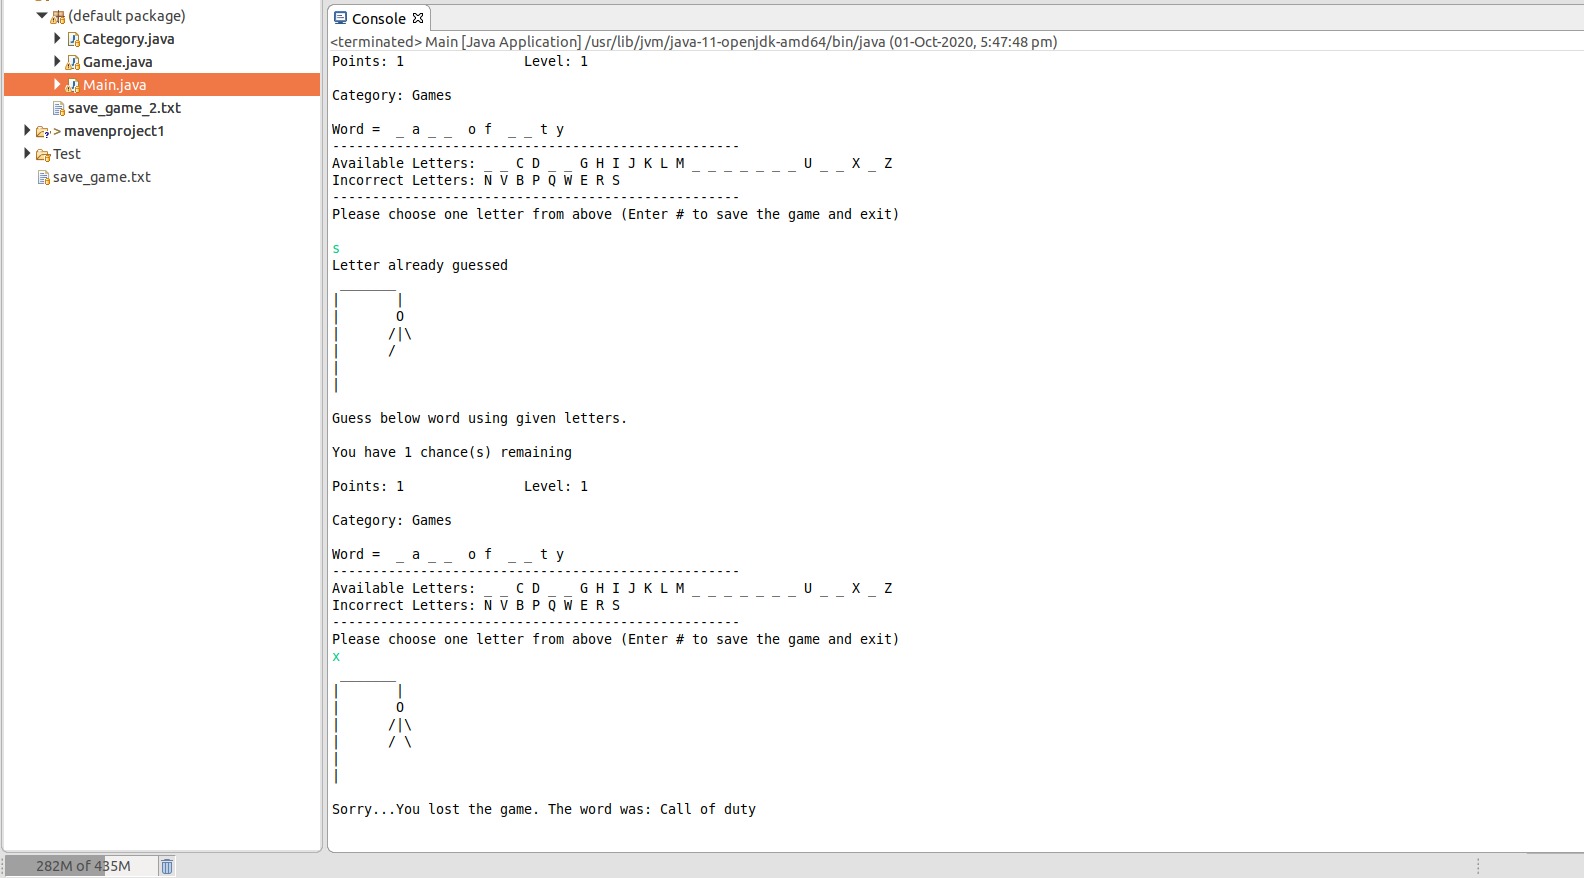 (default package)
Category.java
Game.java
Main.java
save_game_2.txt
> mavenproject1
Test
save_game.txt
282M of 435M
Console
<terminated> Main [Java Application] /usr/lib/jvm/java-11-openjdk-amd64/bin/java (01-Oct-2020, 5:47:48 pm)
Points: 1               Level: 1
Category: Games
Word =  _ a _ _  o f  _ _ t y
---------------------------------------------------
Available Letters: _ _ C D _ _ G H I J K L M _ _ _ _ _ _ _ U _ _ X _ Z
Incorrect Letters: N V B P Q W E R S
---------------------------------------------------
Please choose one letter from above (Enter # to save the game and exit)
s
Letter already guessed
 _______
|       |
|       O
|      /|\
|      /
|
|
Guess below word using given letters.
You have 1 chance(s) remaining
Points: 1               Level: 1
Category: Games
Word =  _ a _ _  o f  _ _ t y
---------------------------------------------------
Available Letters: _ _ C D _ _ G H I J K L M _ _ _ _ _ _ _ U _ _ X _ Z
Incorrect Letters: N V B P Q W E R S
---------------------------------------------------
Please choose one letter from above (Enter # to save the game and exit)
x
 _______
|       |
|       O
|      /|\
|      / \
|
|
Sorry...You lost the game. The word was: Call of duty